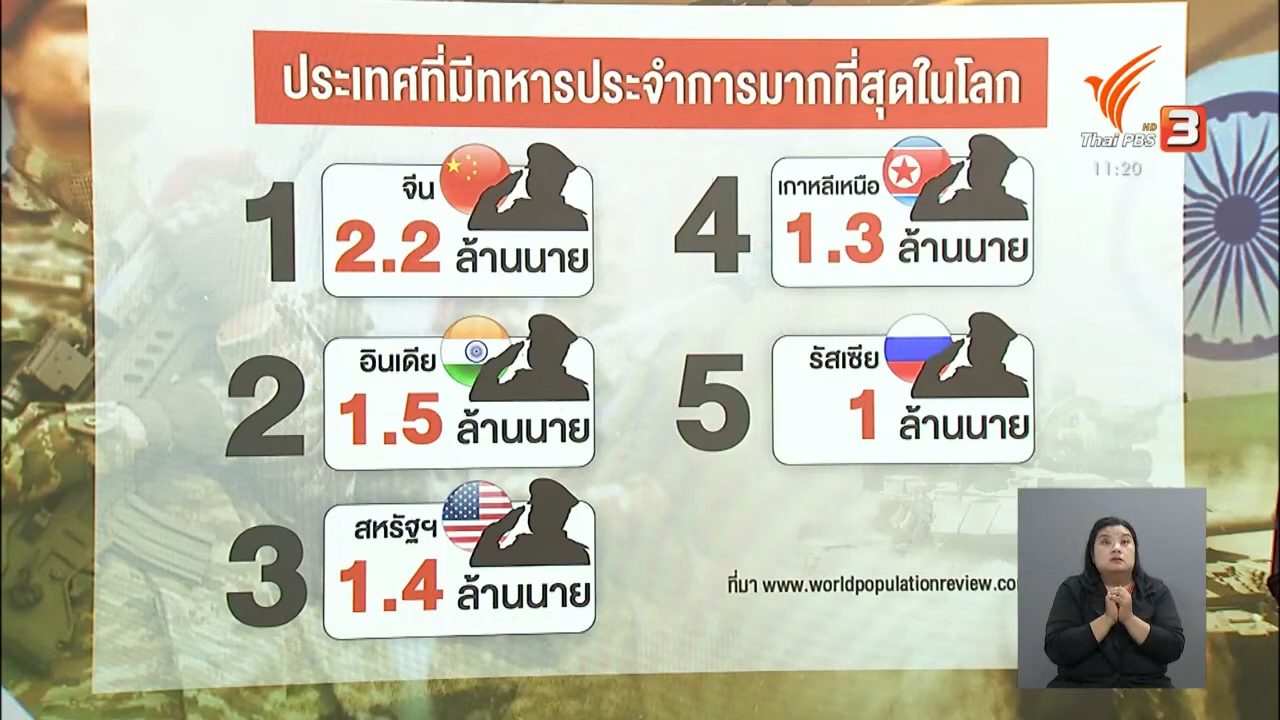 ประเทศที่มีทหารประจำการมากที่สุดในโลก
HD
Thai PBS 3
11:20
1
จีน
2.2 ล้านนาย
2
อินเดีย
1.5 ล้านนาย
3
สหรัฐฯ
1.4 ล้านนาย
4
เกาหลีเหนือ
1.3 ล้านนาย
5
รัสเซีย
1 ล้านนาย
ที่มา www.worldpopulationreview.co